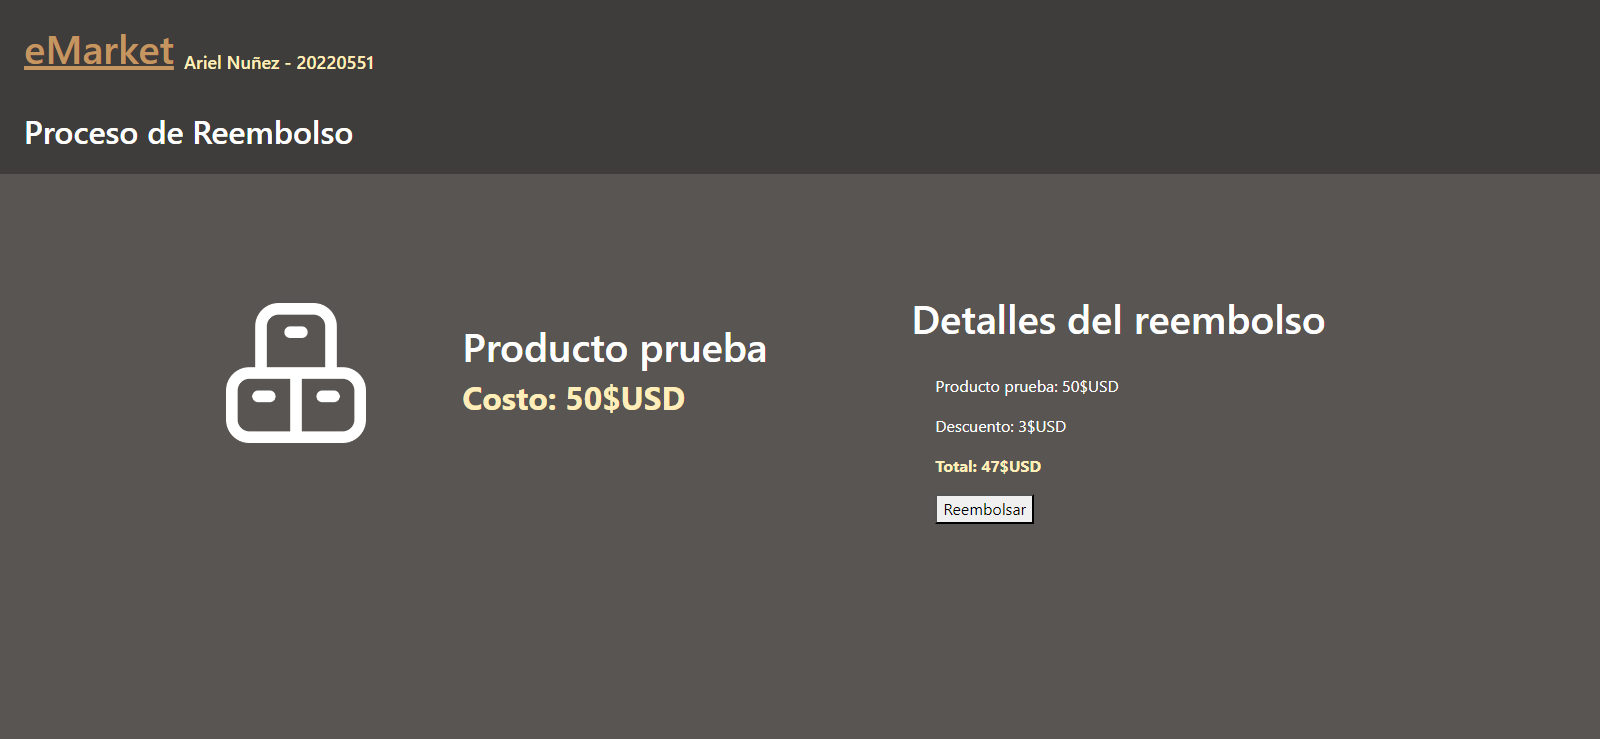 eMarket Ariel Nuñez - 20220551
Proceso de Reembolso
Producto prueba
Costo: 50$USD
Detalles del reembolso
Producto prueba: 50$USD
Descuento: 3$USD
Total: 47$USD
Reembolsar